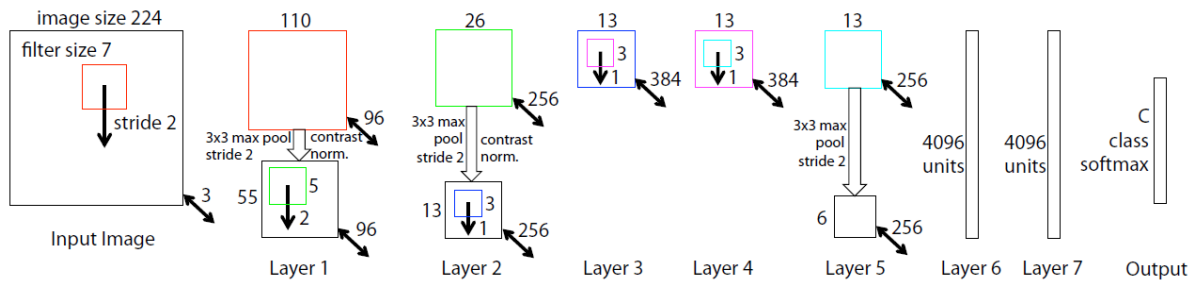 image size 224
filter size 7
stride 2
3
Input Image
110
96
3x3 max pool
stride 2
contrast
norm.
55
5
2
96
Layer 1
26
256
3x3 max
pool
stride 2
contrast
norm.
13
3
1
256
Layer 2
13
3
1
384
Layer 3
13
3
1
384
Layer 4
13
256
3x3 max
pool
stride 2
6
256
Layer 5
4096
units
Layer 6
4096
units
Layer 7
C
class
softmax
Output